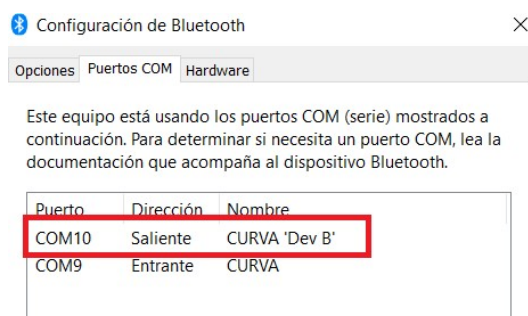 Configuración de Bluetooth
Opciones Puertos COM Hardware
Este equipo está usando los puertos COM (serie) mostrados a
continuación. Para determinar si necesita un puerto COM, lea la
documentación que acompaña al dispositivo Bluetooth.
Puerto Dirección Nombre
COM10 Saliente CURVA 'Dev B'
COM9 Entrante CURVA